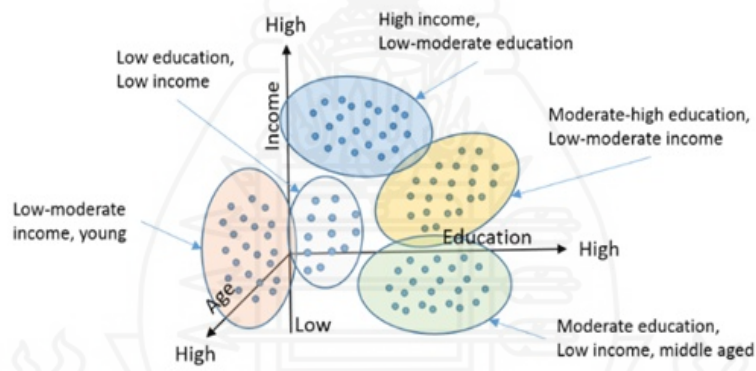 High
High income,
Low-moderate education
Low education,
Low income
Income
Moderate-high education,
Low-moderate income
Low-moderate
income, young
Education
High
Age
Low
High
Moderate education,
Low income, middle aged